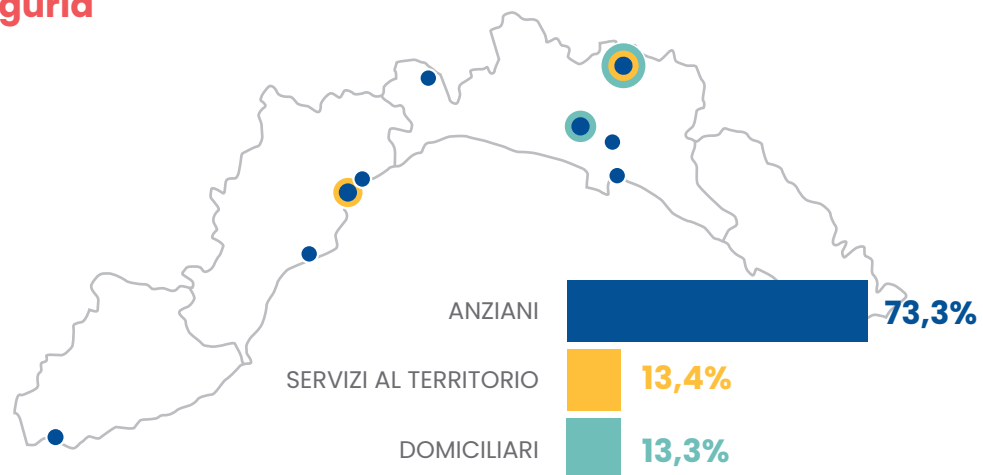 guria
ANZIANI 73,3%
SERVIZI AL TERRITORIO 13,4%
DOMICILIARI 13,3%